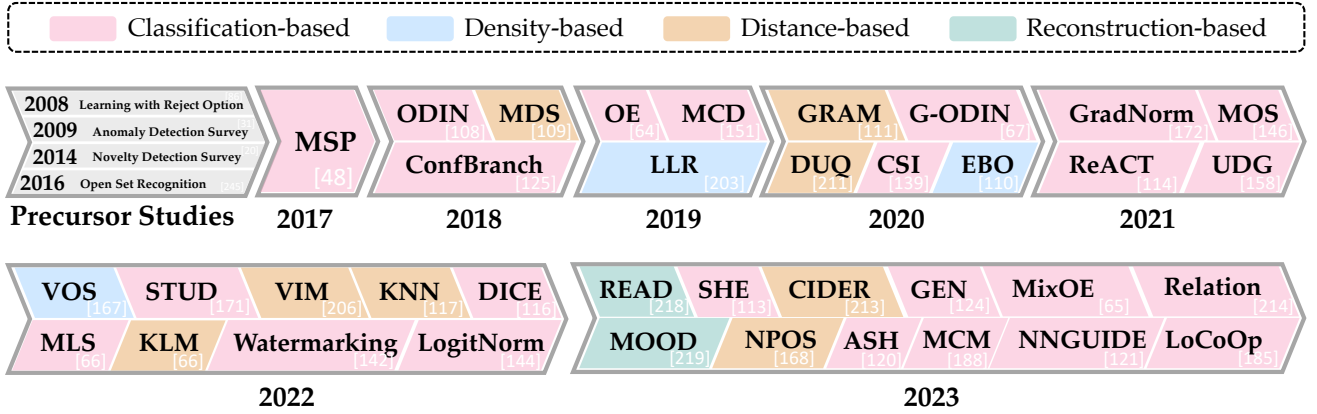 Classification-based Density-based Distance-based Reconstruction-based
2008 Learning with Reject Option
2009 Anomaly Detection Survey
2014 Novelty Detection Survey
2016 Open Set Recognition [245]
Precursor Studies
MSP
[48]
2017
ODIN [108] MDS [109]
ConfBranch [125]
2018
OE [64] MCD [151]
LLR [203]
2019
GRAM [111] G-ODIN [67]
DUQ [211] CSI [139] EBO [110]
2020
GradNorm [172] MOS [146]
ReACT [114] UDG [158]
2021
VOS [167] STUD [171] VIM [206] KNN [117] DICE [116]
MLS [66] KLM [66] Watermarking [142] LogitNorm [144]
2022
READ [218] SHE [113] CIDER [213] GEN [124] MixOE [65] Relation [214]
MOOD [219] NPOS [168] ASH [120] MCM [188] NNGUIDE [121] LoCoOp [185]
2023